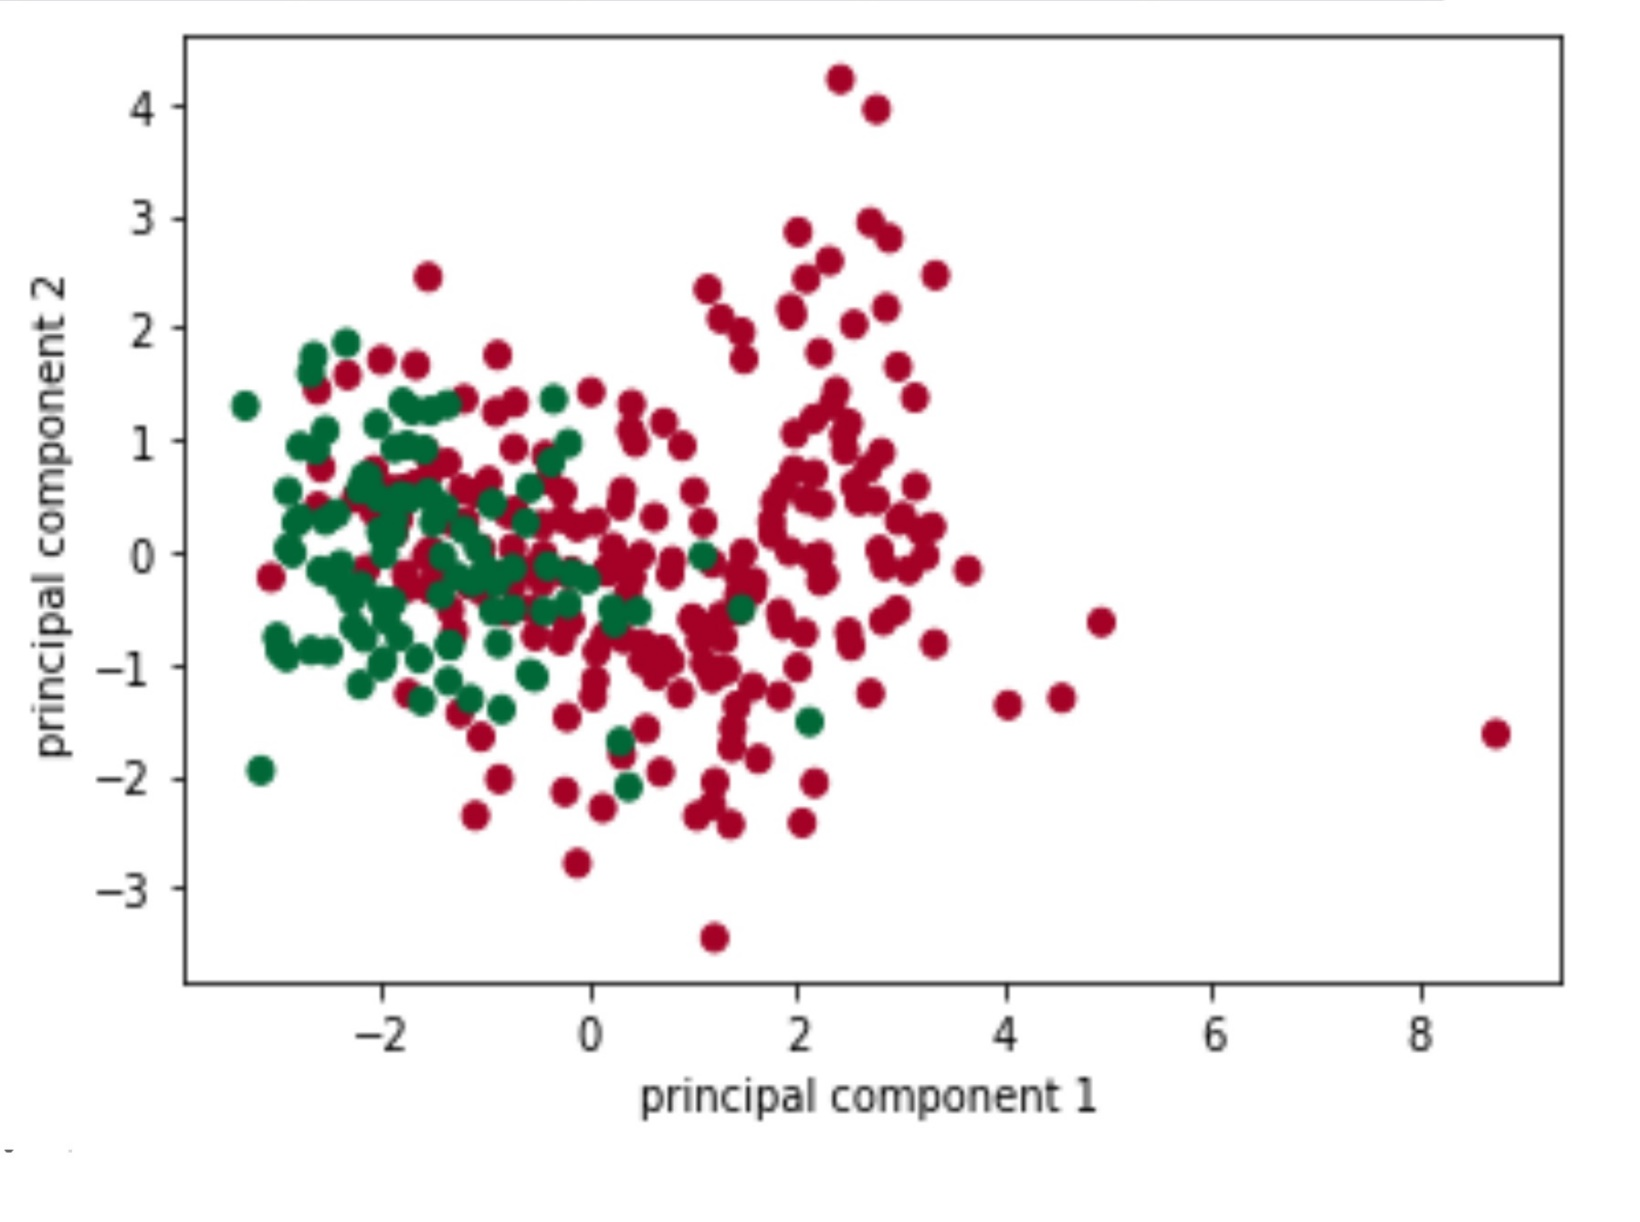 4
3
2
1
0
−1
−2
−3
principal component 2
−2 0 2 4 6 8
principal component 1